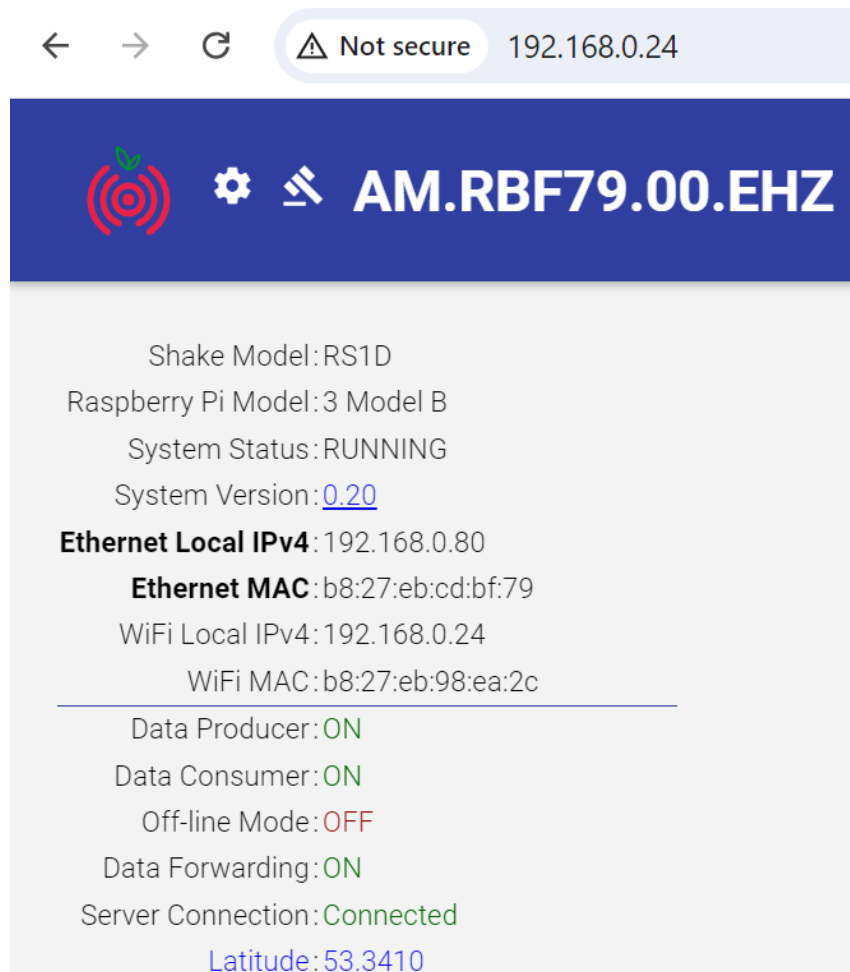 Not secure 192.168.0.24
AM.RBF79.00.EHZ
Shake Model:RS1D
Raspberry Pi Model:3 Model B
System Status:RUNNING
System Version:0.20
Ethernet Local IPv4:192.168.0.80
Ethernet MAC:b8:27:eb:cd:bf:79
WiFi Local IPv4:192.168.0.24
WiFi MAC:b8:27:eb:98:ea:2c
Data Producer:ON
Data Consumer:ON
Off-line Mode:OFF
Data Forwarding:ON
Server Connection:Connected
Latitude:53.3410